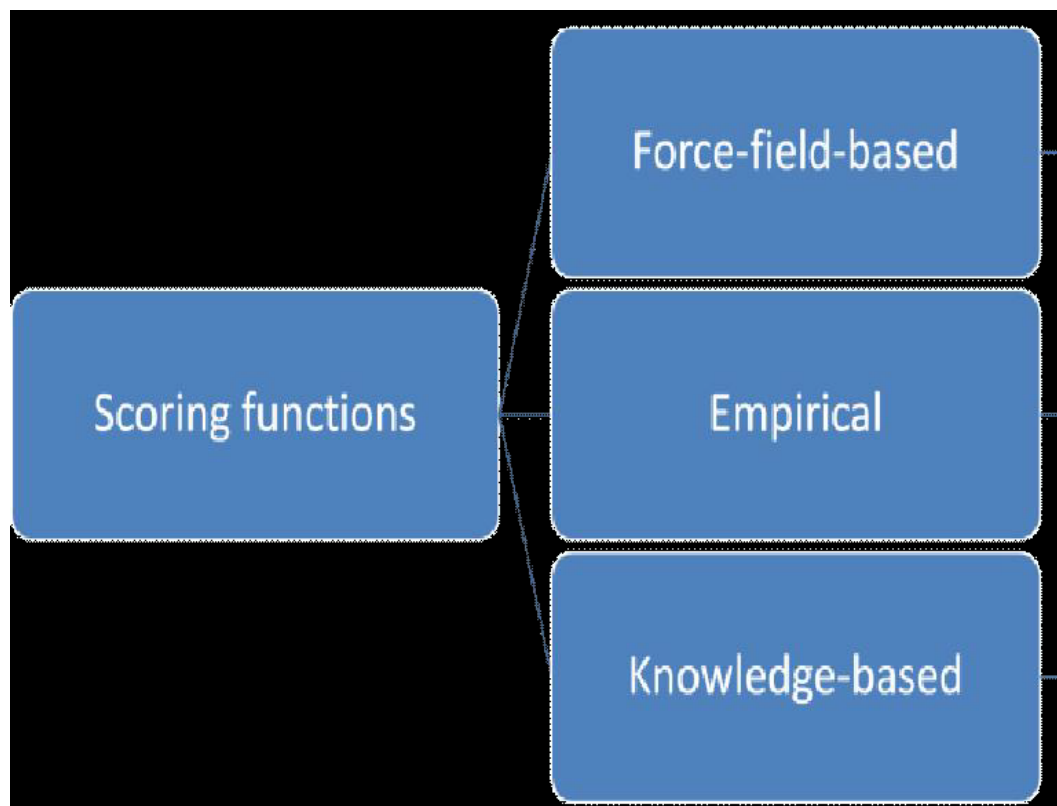 Force-field-based
Scoring functions
Empirical
Knowledge-based